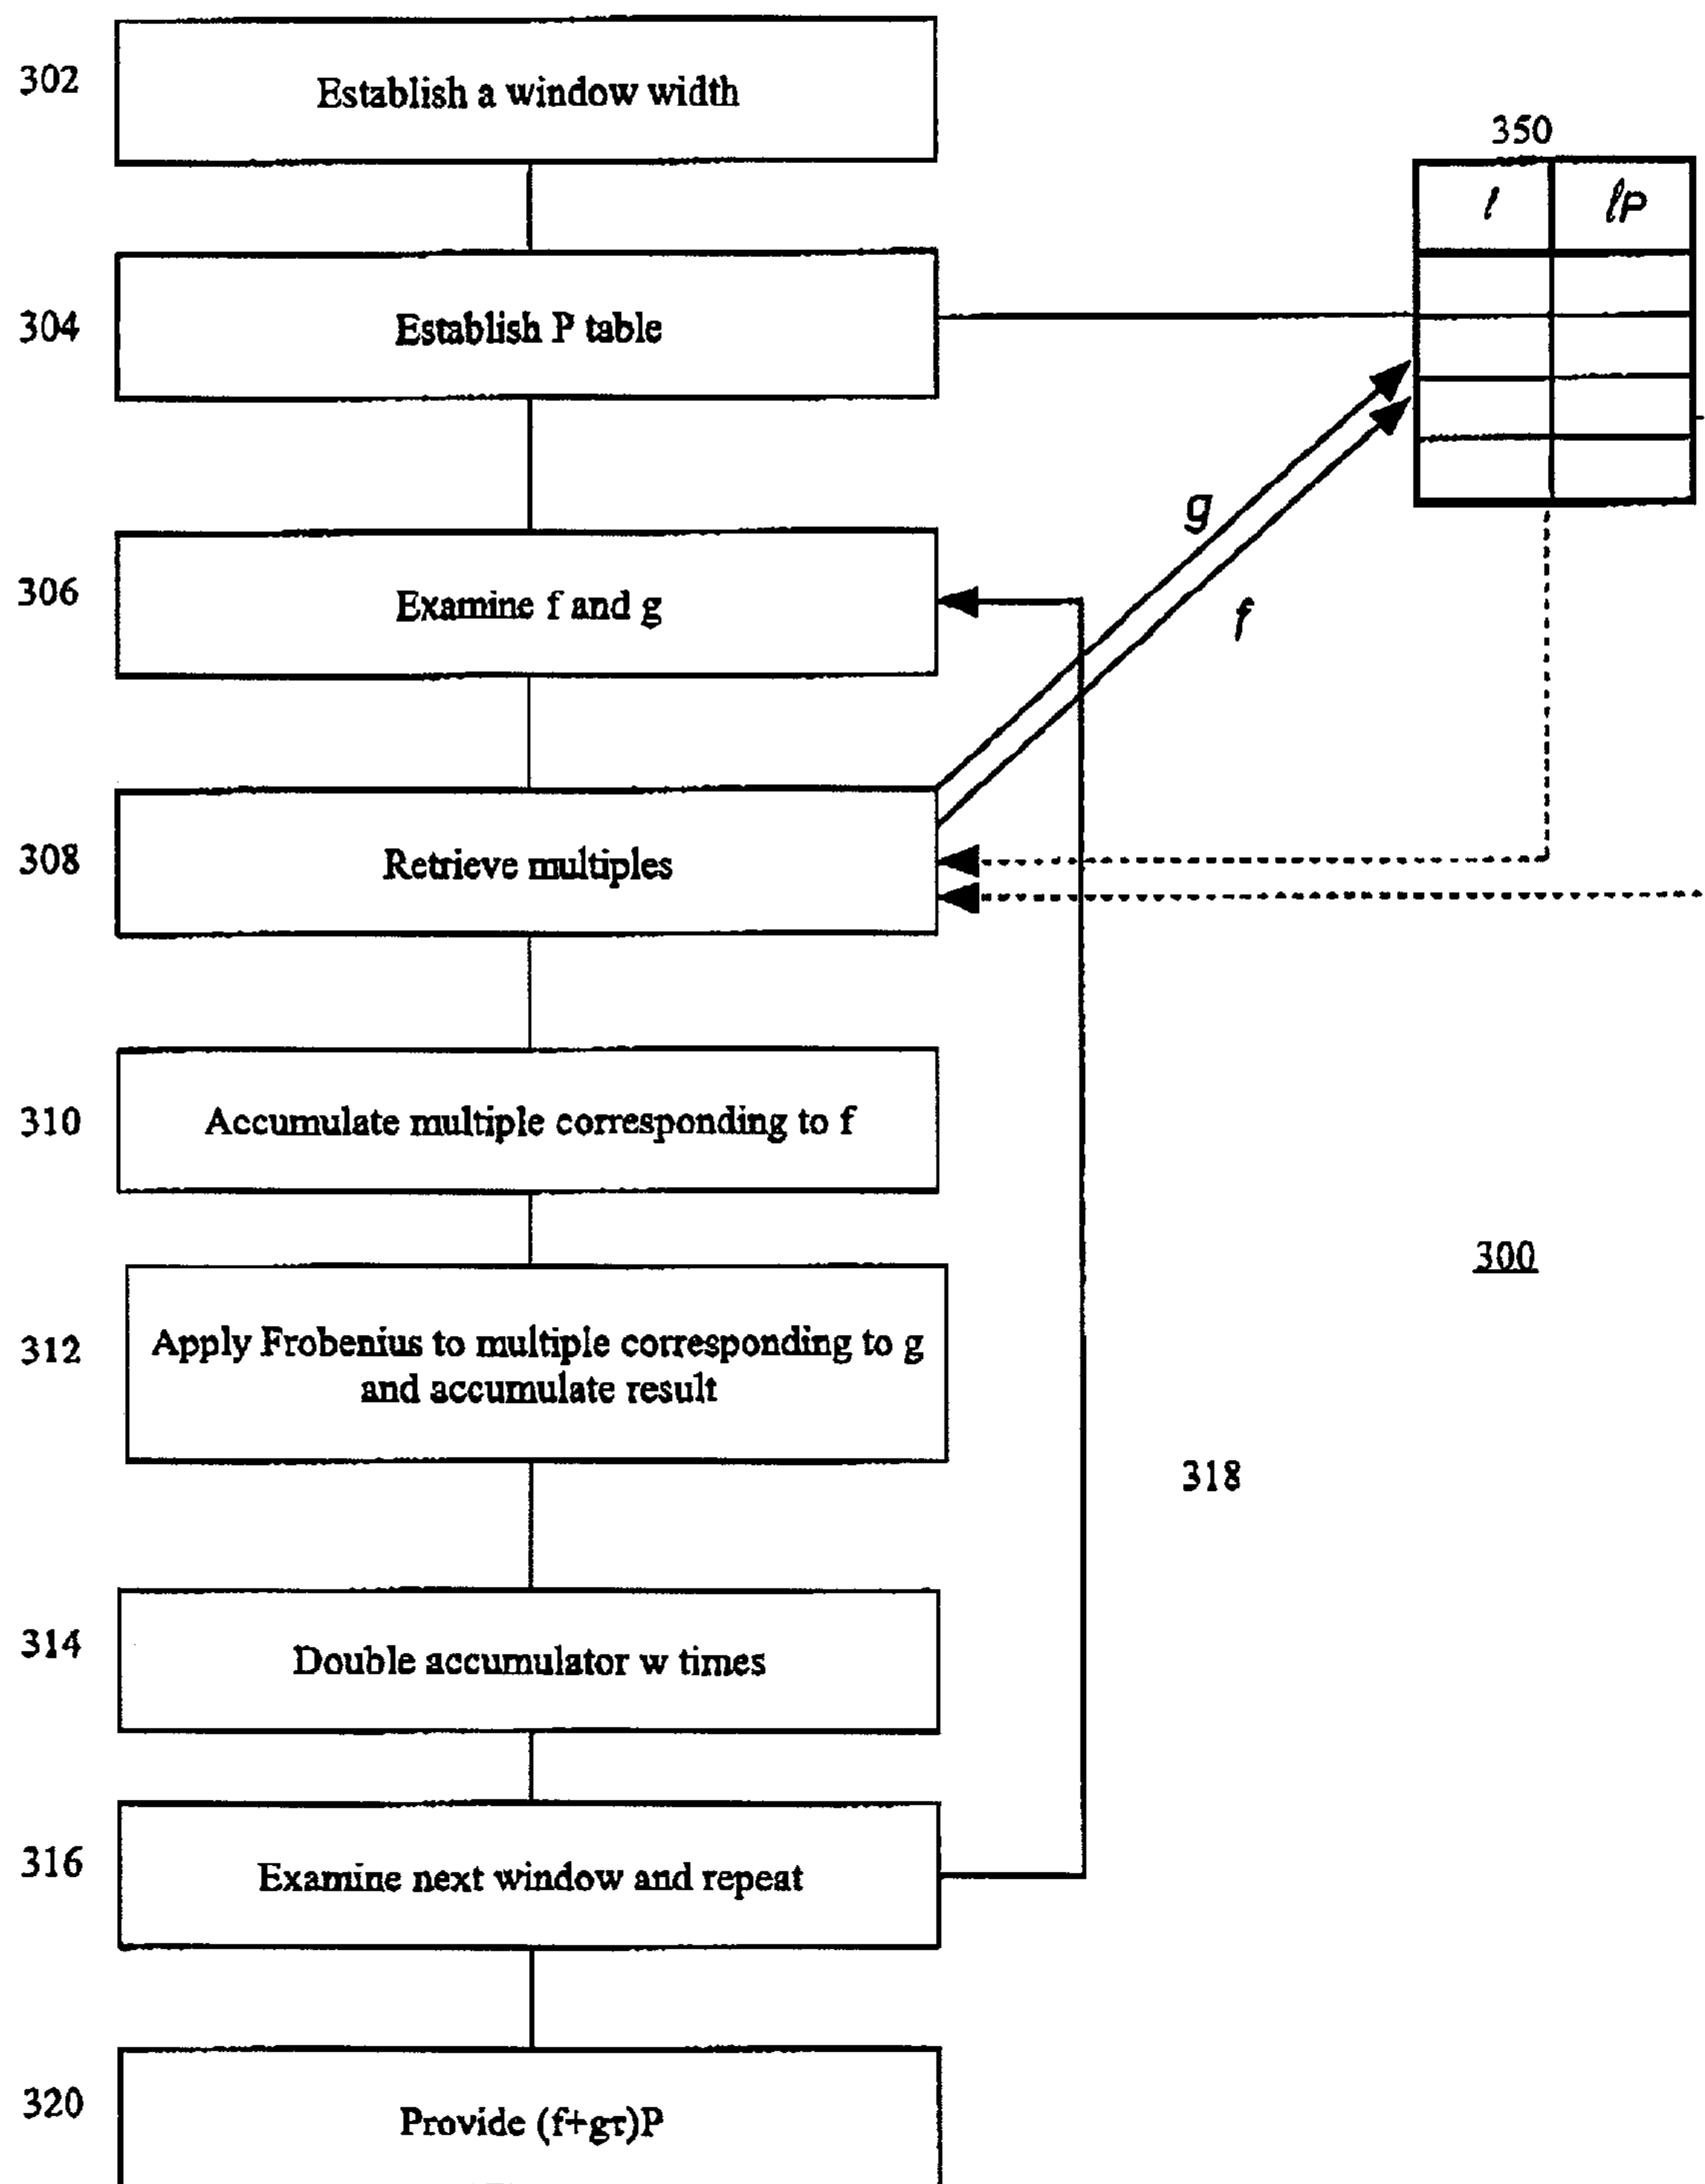 302
Establish a window width
350
ℓ
ℓP
304
Establish P table
g
f
306
Examine f and g
308
Retrieve multiples
310
Accumulate multiple corresponding to f
300
312
Apply Frobenius to multiple corresponding to g
and accumulate result
318
314
Double accumulator w times
316
Examine next window and repeat
320
Provide (f+gτ)P